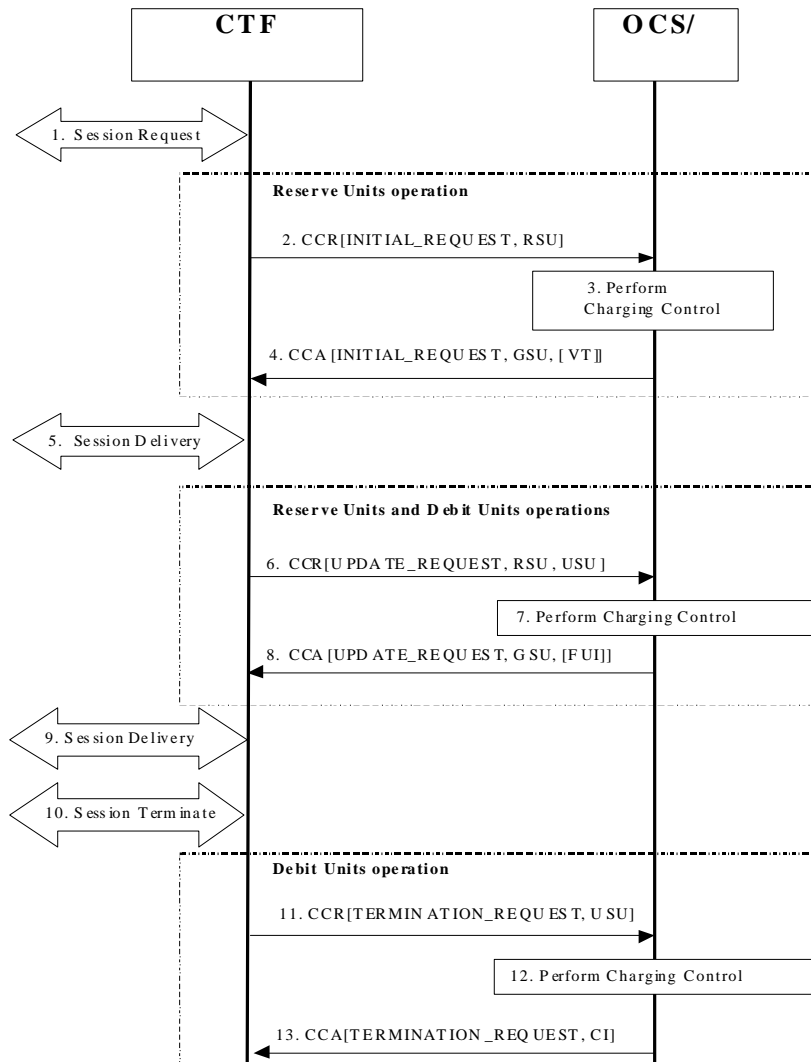 CTF
OCS/
1. Session Request
Reserve Units operation
2. CCR[INITIAL_REQUEST, RSU]
3. Perform
Charging Control
4. CCA [INITIAL_REQUEST, GSU, [VT]]
5. Session Delivery
Reserve Units and Debit Units operations
6. CCR[UPDATE_REQUEST, RSU, USU]
7. Perform Charging Control
8. CCA[UPDATE_REQUEST, GSU, [FUI]]
9. Session Delivery
10. Session Terminate
Debit Units operation
11. CCR[TERMINATION_REQUEST, USU]
12. Perform Charging Control
13. CCA[TERMINATION_REQUEST, CI]